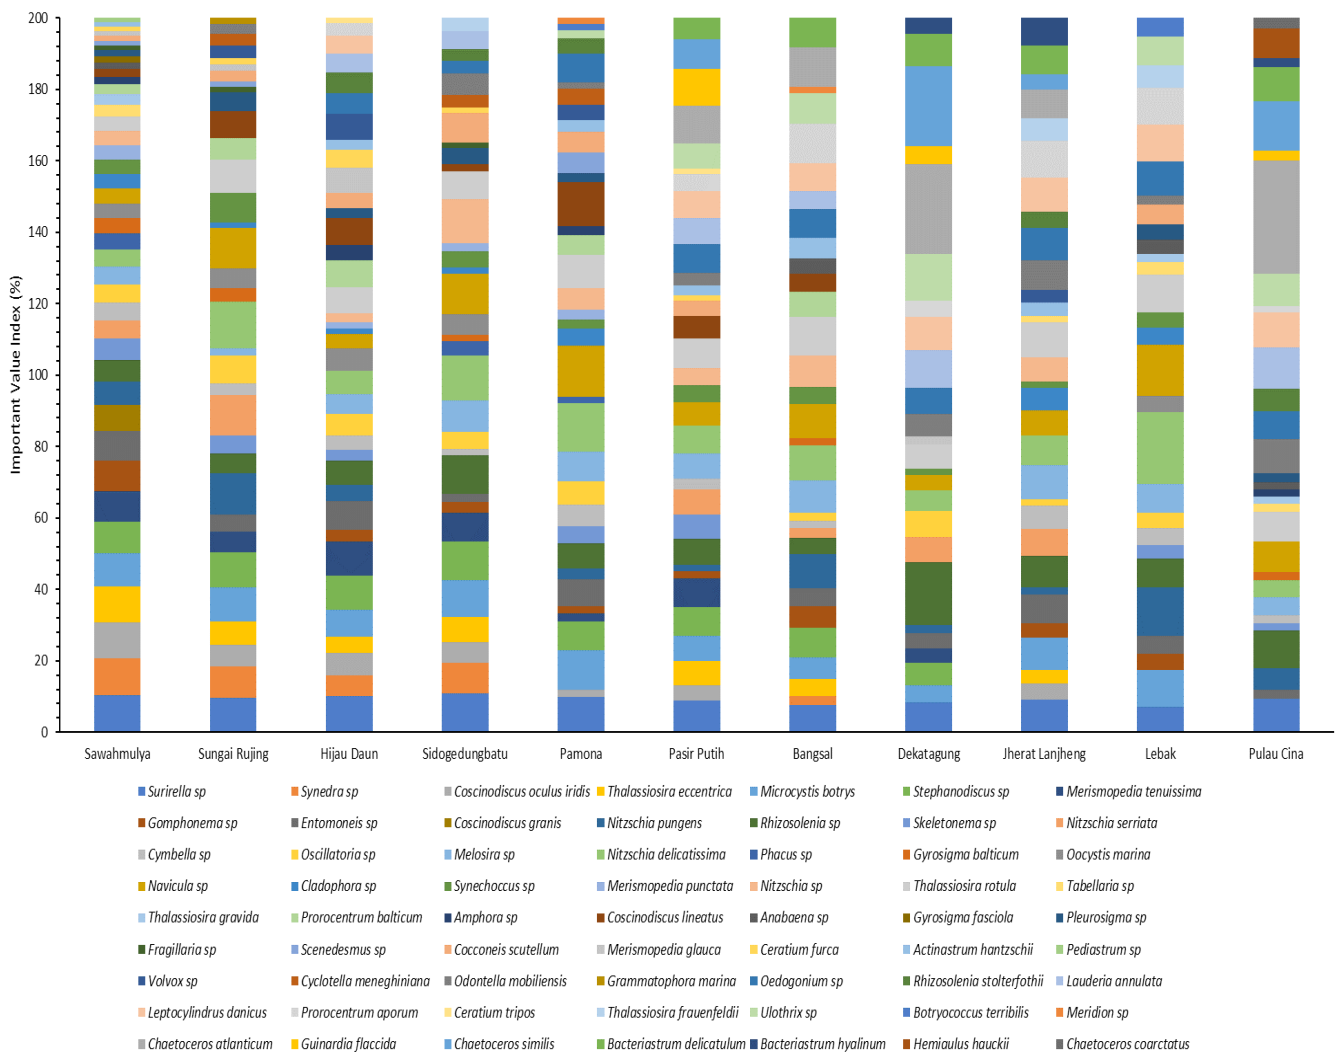 Important Value Index (%)
200
180
160
140
120
100
80
60
40
20
0
Sawahmulya Sungai Rujing Hijau Daun Sidogedungbatu Pamona Pasir Putih Bangsal Dekatagung Jherat Lanjheng Lebak Pulau Cina
Surirella sp Synedra sp Coscinodiscus oculus iridis Thalassiosira eccentrica Microcystis botrys Stephanodiscus sp Merismopedia tenuissima
Gomphonema sp Entomoneis sp Coscinodiscus granis Nitzschia pungens Rhizosolenia sp Skeletonema sp Nitzschia serriata
Cymbella sp Oscillatoria sp Melosira sp Nitzschia delicatissima Phacus sp Gyrosigma balticum Oocystis marina
Navicula sp Cladophora sp Synechoccus sp Merismopedia punctata Nitzschia sp Thalassiosira rotula Tabellaria sp
Thalassiosira gravida Prorocentrum balticum Amphora sp Coscinodiscus lineatus Anabaena sp Gyrosigma fasciola Pleurosigma sp
Fragillaria sp Scenedesmus sp Cocconeis scutellum Merismopedia glauca Ceratium furca Actinastrum hantzschii Pediastrum sp
Volvox sp Cyclotella meneghiniana Odontella mobiliensis Grammatophora marina Oedogonium sp Rhizosolenia stolterfothii Lauderia annulata
Leptocylindrus danicus Prorocentrum aporum Ceratium tripos Thalassiosira frauenfeldii Ulothrix sp Botryococcus terribilis Meridion sp
Chaetoceros atlanticum Guinardia flaccida Chaetoceros similis Bacteriastrum delicatulum Bacteriastrum hyalinum Hemiaulus hauckii Chaetoceros coarctatus